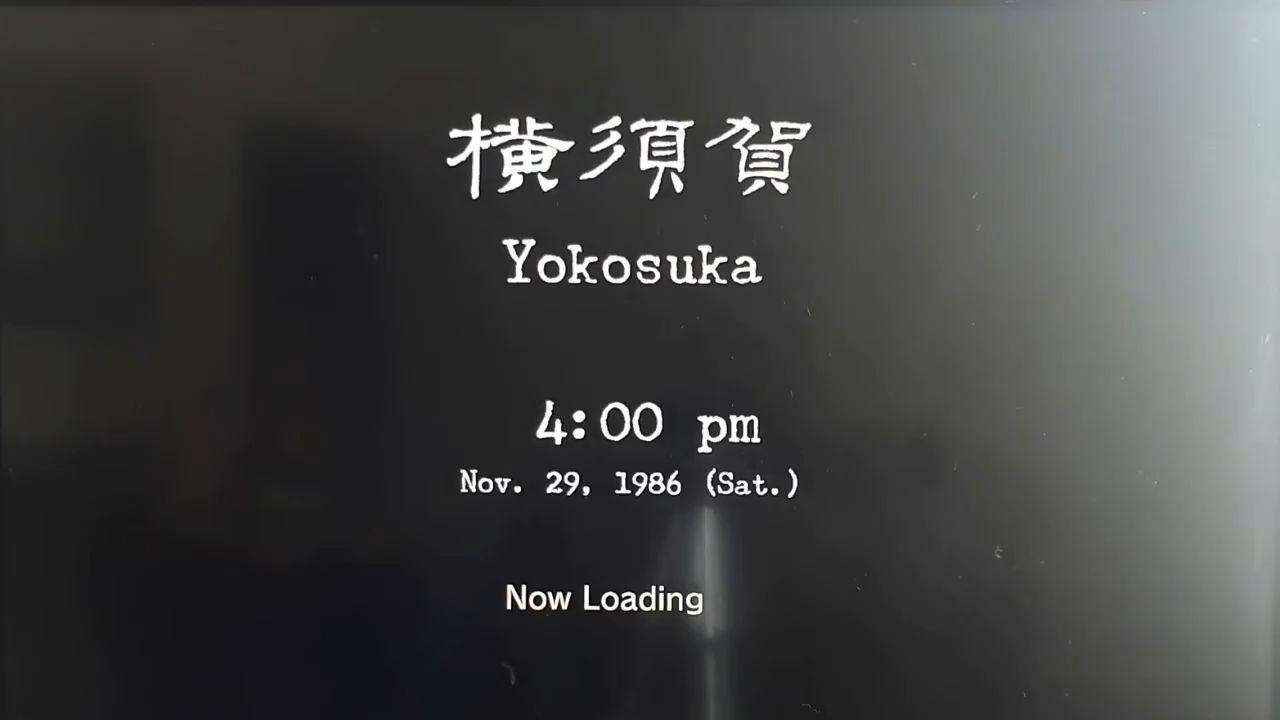 横須賀
Yokosuka
4:00 pm
Nov. 29, 1986 (Sat.)
Now Loading